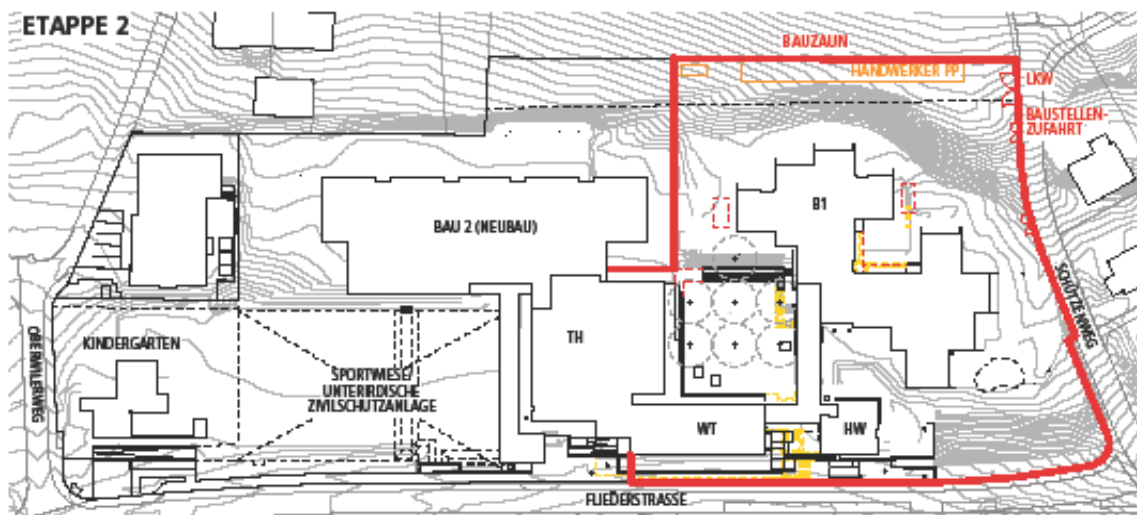 ETAPPE 2
BAUZAUN
HANDWERKER PP.
LKW
BAUSTELLEN-
ZUFAHRT
B1
BAU 2 (NEUBAU)
SCHÜTZENWEG
OBERWILERWEG
KINDERGARTEN
TH
SPORTWIESE/
UNTERIRDISCHE
ZIVILSCHUTZANLAGE
WT
HW
FLIEDERSTRASSE